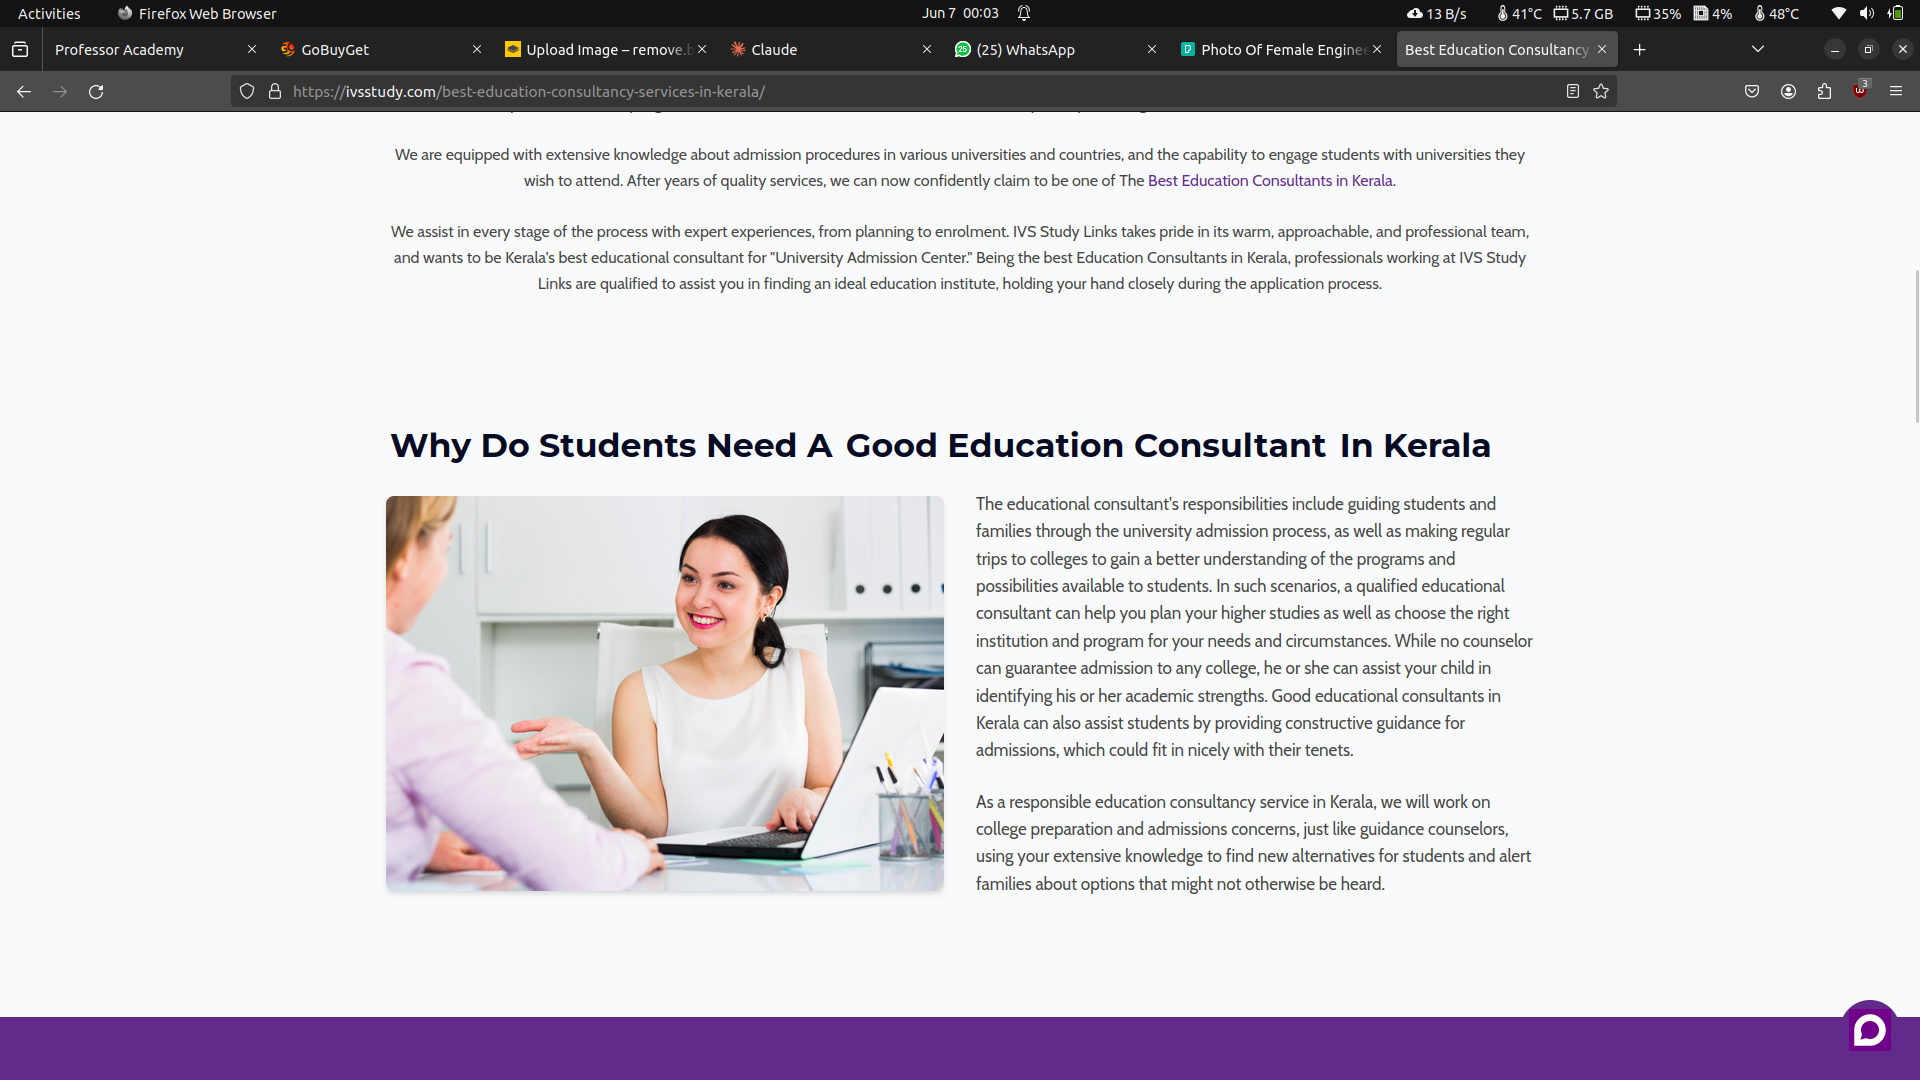 Activities
Firefox Web Browser
Jun 7 00:03
13 B/s
41°C
5.7 GB
35%
4%
48°C
Professor Academy
GoBuyGet
Upload Image – remove.b
Claude
(25) WhatsApp
Photo Of Female Enginee
Best Education Consultancy
https://ivsstudy.com/best-education-consultancy-services-in-kerala/
3
We are equipped with extensive knowledge about admission procedures in various universities and countries, and the capability to engage students with universities they
wish to attend. After years of quality services, we can now confidently claim to be one of The Best Education Consultants in Kerala.
We assist in every stage of the process with expert experiences, from planning to enrolment. IVS Study Links takes pride in its warm, approachable, and professional team,
and wants to be Kerala's best educational consultant for "University Admission Center." Being the best Education Consultants in Kerala, professionals working at IVS Study
Links are qualified to assist you in finding an ideal education institute, holding your hand closely during the application process.
Why Do Students Need A Good Education Consultant In Kerala
The educational consultant's responsibilities include guiding students and
families through the university admission process, as well as making regular
trips to colleges to gain a better understanding of the programs and
possibilities available to students. In such scenarios, a qualified educational
consultant can help you plan your higher studies as well as choose the right
institution and program for your needs and circumstances. While no counselor
can guarantee admission to any college, he or she can assist your child in
identifying his or her academic strengths. Good educational consultants in
Kerala can also assist students by providing constructive guidance for
admissions, which could fit in nicely with their tenets.
As a responsible education consultancy service in Kerala, we will work on
college preparation and admissions concerns, just like guidance counselors,
using your extensive knowledge to find new alternatives for students and alert
families about options that might not otherwise be heard.